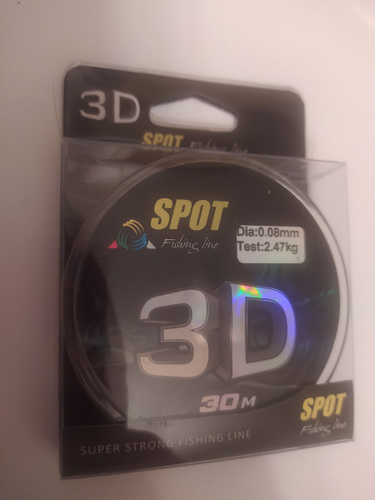 3D
SPOT Fishing line
SPOT
Fishing line
Dia:0.08mm
Test:2.47kg
3D
30M
SPOT
Fishing line
SUPER STRONG FISHING LINE